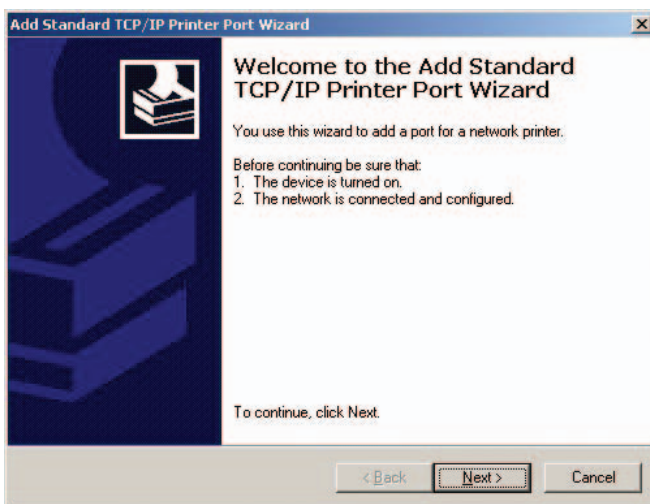 Add Standard TCP/IP Printer Port Wizard
Welcome to the Add Standard
TCP/IP Printer Port Wizard
You use this wizard to add a port for a network printer.
Before continuing be sure that:
1. The device is turned on.
2. The network is connected and configured.
To continue, click Next.
< Back
Next >
Cancel